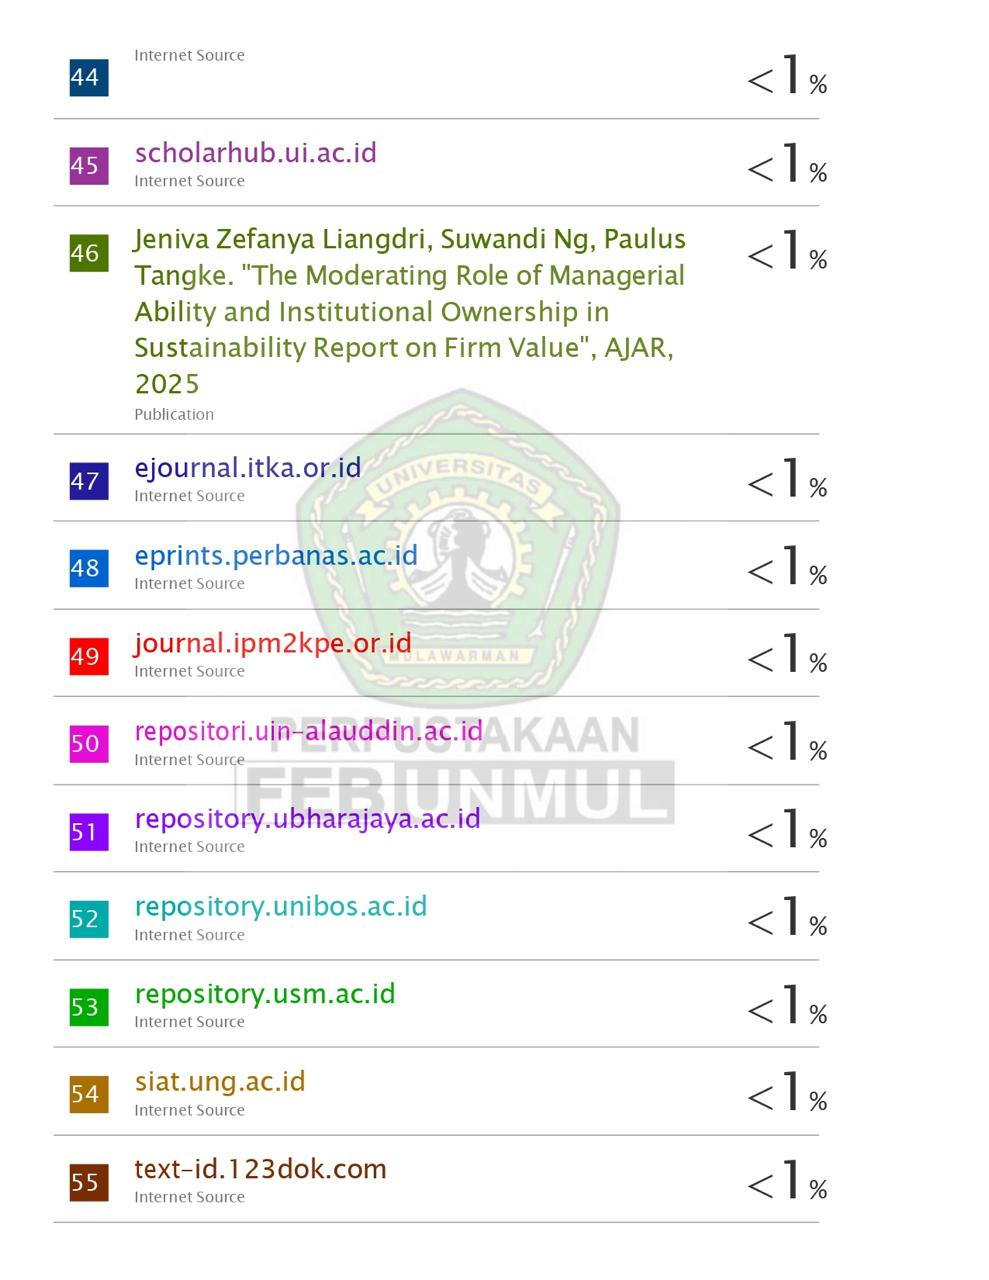 44
Internet Source
<1%
45
scholarhub.ui.ac.id
Internet Source
<1%
46
Jeniva Zefanya Liangdri, Suwandi Ng, Paulus
Tangke. "The Moderating Role of Managerial
Ability and Institutional Ownership in
Sustainability Report on Firm Value", AJAR,
2025
Publication
<1%
47
ejournal.itka.or.id
Internet Source
<1%
48
eprints.perbanas.ac.id
Internet Source
<1%
49
journal.ipm2kpe.or.id
Internet Source
<1%
50
repositori.uin-alauddin.ac.id
Internet Source
<1%
51
repository.ubharajaya.ac.id
Internet Source
<1%
52
repository.unibos.ac.id
Internet Source
<1%
53
repository.usm.ac.id
Internet Source
<1%
54
siat.ung.ac.id
Internet Source
<1%
55
text-id.123dok.com
Internet Source
<1%
UNIVERSITAS
MULAWARMAN
PERPUSTAKAAN
FEB UNMUL